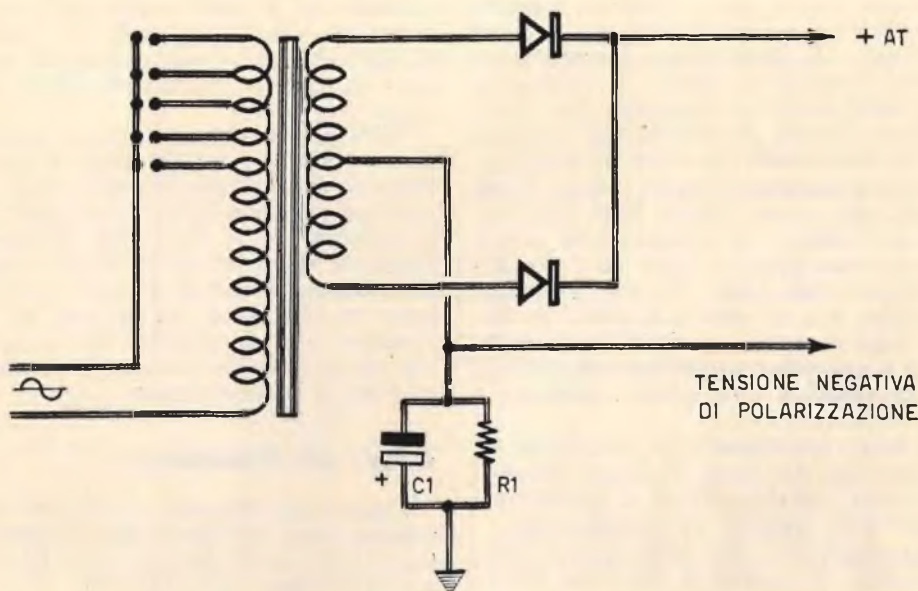 + AT
TENSIONE NEGATIVA
DI POLARIZZAZIONE
+ C1 R1